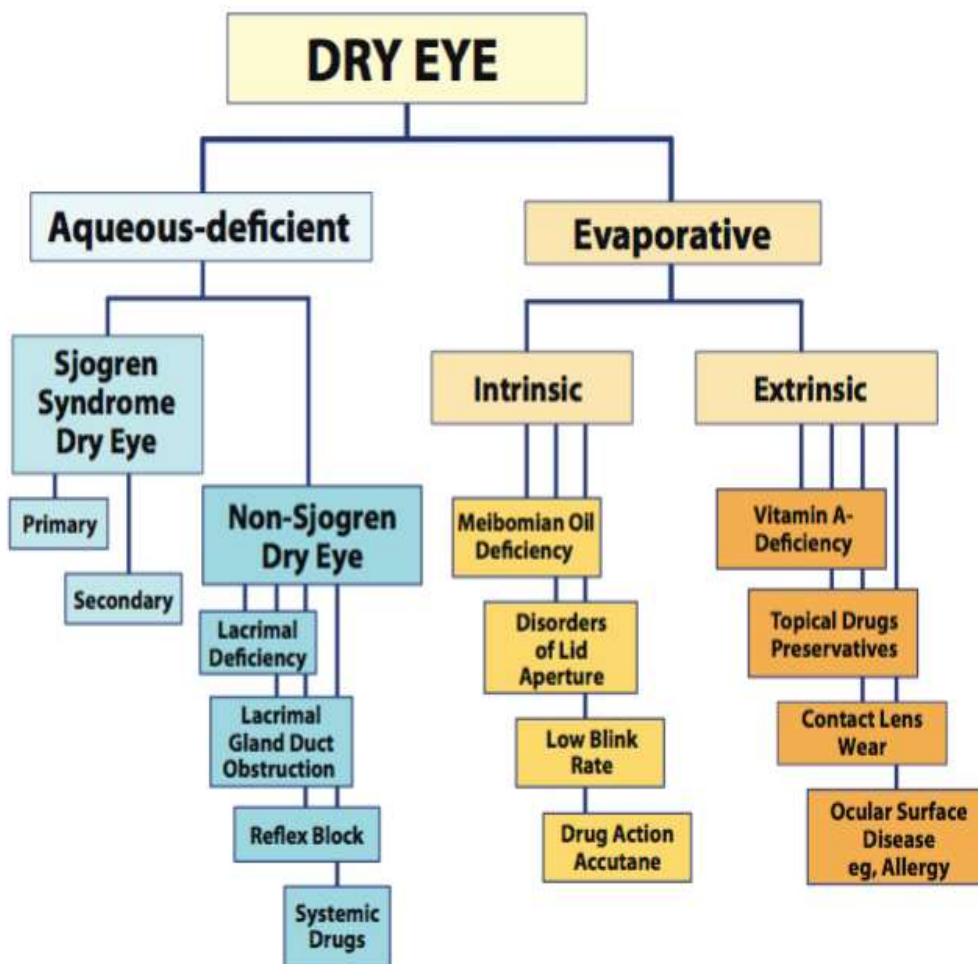 DRY EYE
Aqueous-deficient
Evaporative
Sjogren
Syndrome
Dry Eye
Primary
Secondary
Non-Sjogren
Dry Eye
Lacrimal
Deficiency
Lacrimal
Gland Duct
Obstruction
Reflex Block
Systemic
Drugs
Intrinsic
Meibomian Oil
Deficiency
Disorders
of Lid
Aperture
Low Blink
Rate
Drug Action
Accutane
Extrinsic
Vitamin A-
Deficiency
Topical Drugs
Preservatives
Contact Lens
Wear
Ocular Surface
Disease
eg, Allergy